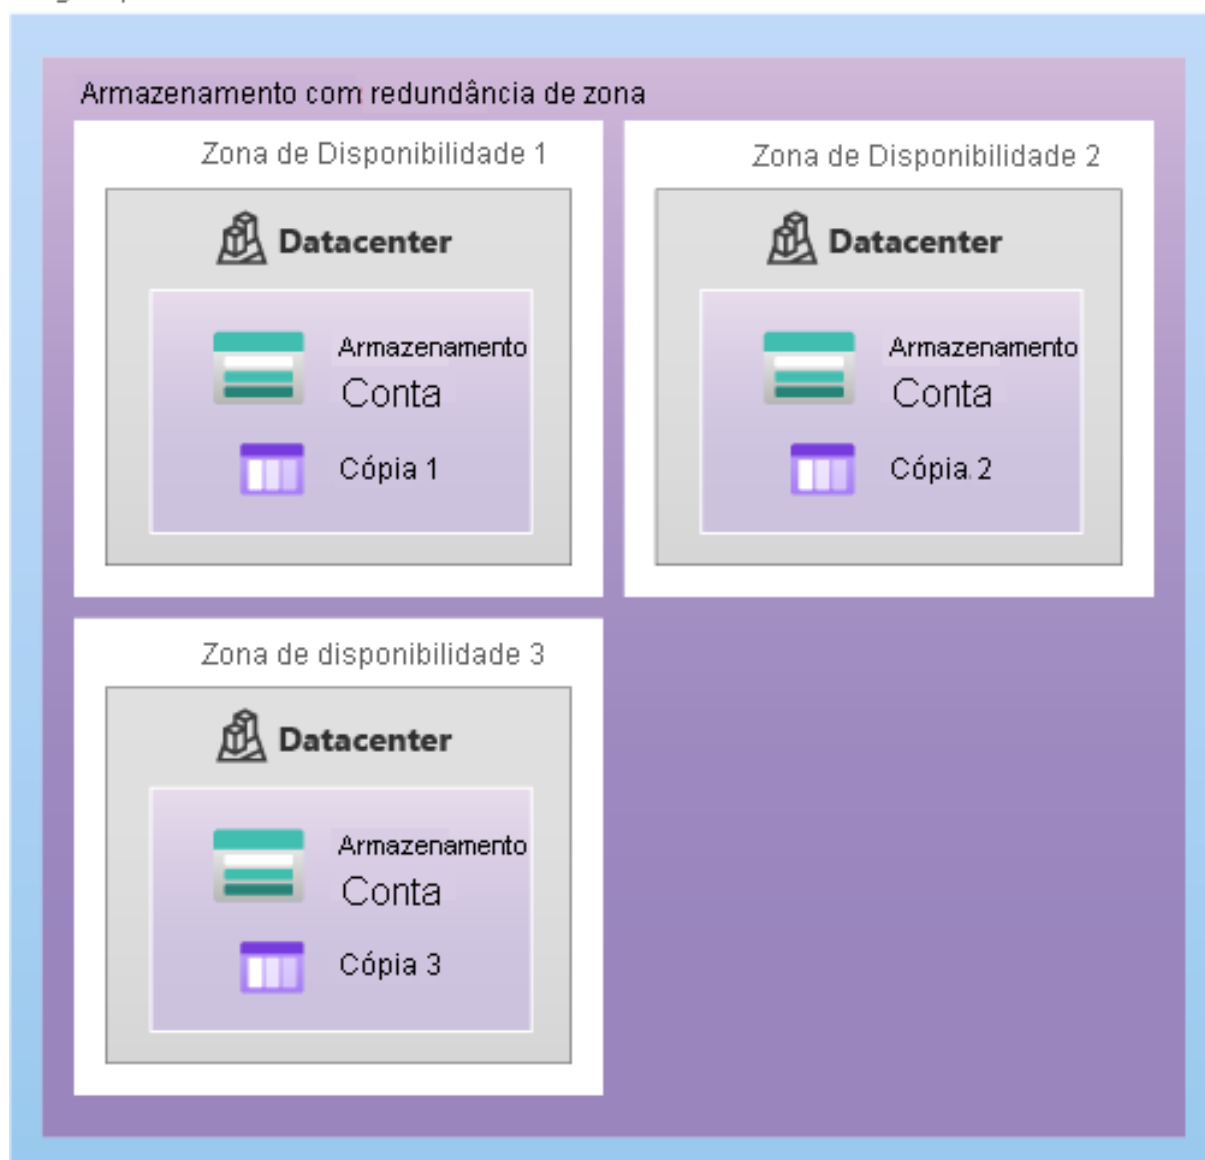 Armazenamento com redundância de zona
Zona de Disponibilidade 1
Zona de Disponibilidade 2
Datacenter
Datacenter
Armazenamento
Conta
Armazenamento
Conta
Cópia 1
Cópia 2
Zona de disponibilidade 3
Datacenter
Armazenamento
Conta
Cópia 3